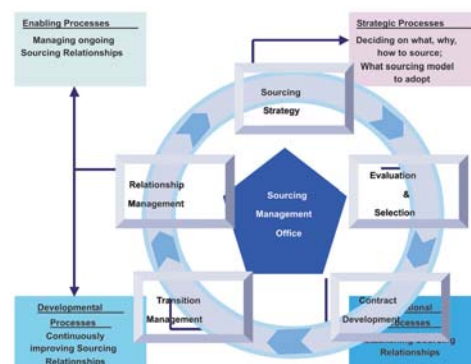 Enabling Processes
Managing ongoing
Sourcing Relationships
Strategic Processes
Deciding on what, why,
how to source;
What sourcing model
to adopt
Sourcing
Strategy
Relationship
Management
Sourcing
Management
Office
Evaluation
&
Selection
Transition
Management
Contract
Development
Developmental
Processes
Continuously
improving Sourcing
Relationships
Sourcing
Relationships